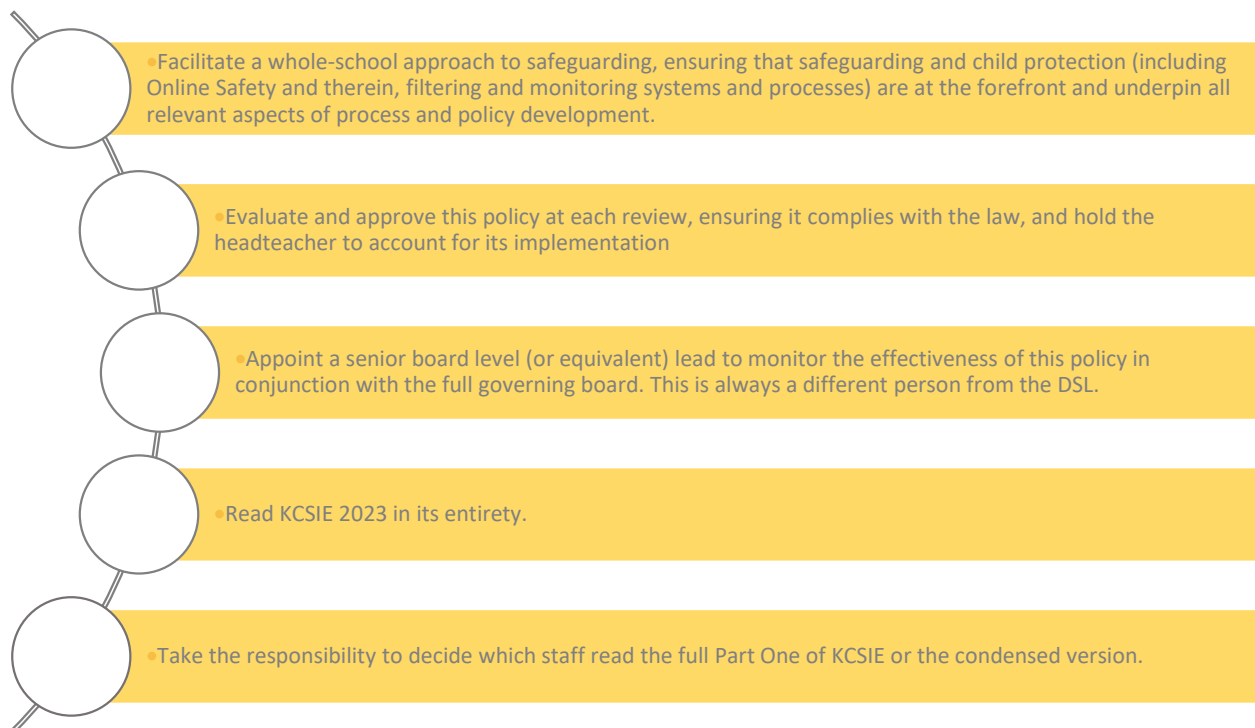 •Facilitate a whole-school approach to safeguarding, ensuring that safeguarding and child protection (including
Online Safety and therein, filtering and monitoring systems and processes) are at the forefront and underpin all
relevant aspects of process and policy development.
•Evaluate and approve this policy at each review, ensuring it complies with the law, and hold the
headteacher to account for its implementation
•Appoint a senior board level (or equivalent) lead to monitor the effectiveness of this policy in
conjunction with the full governing board. This is always a different person from the DSL.
•Read KCSIE 2023 in its entirety.
•Take the responsibility to decide which staff read the full Part One of KCSIE or the condensed version.